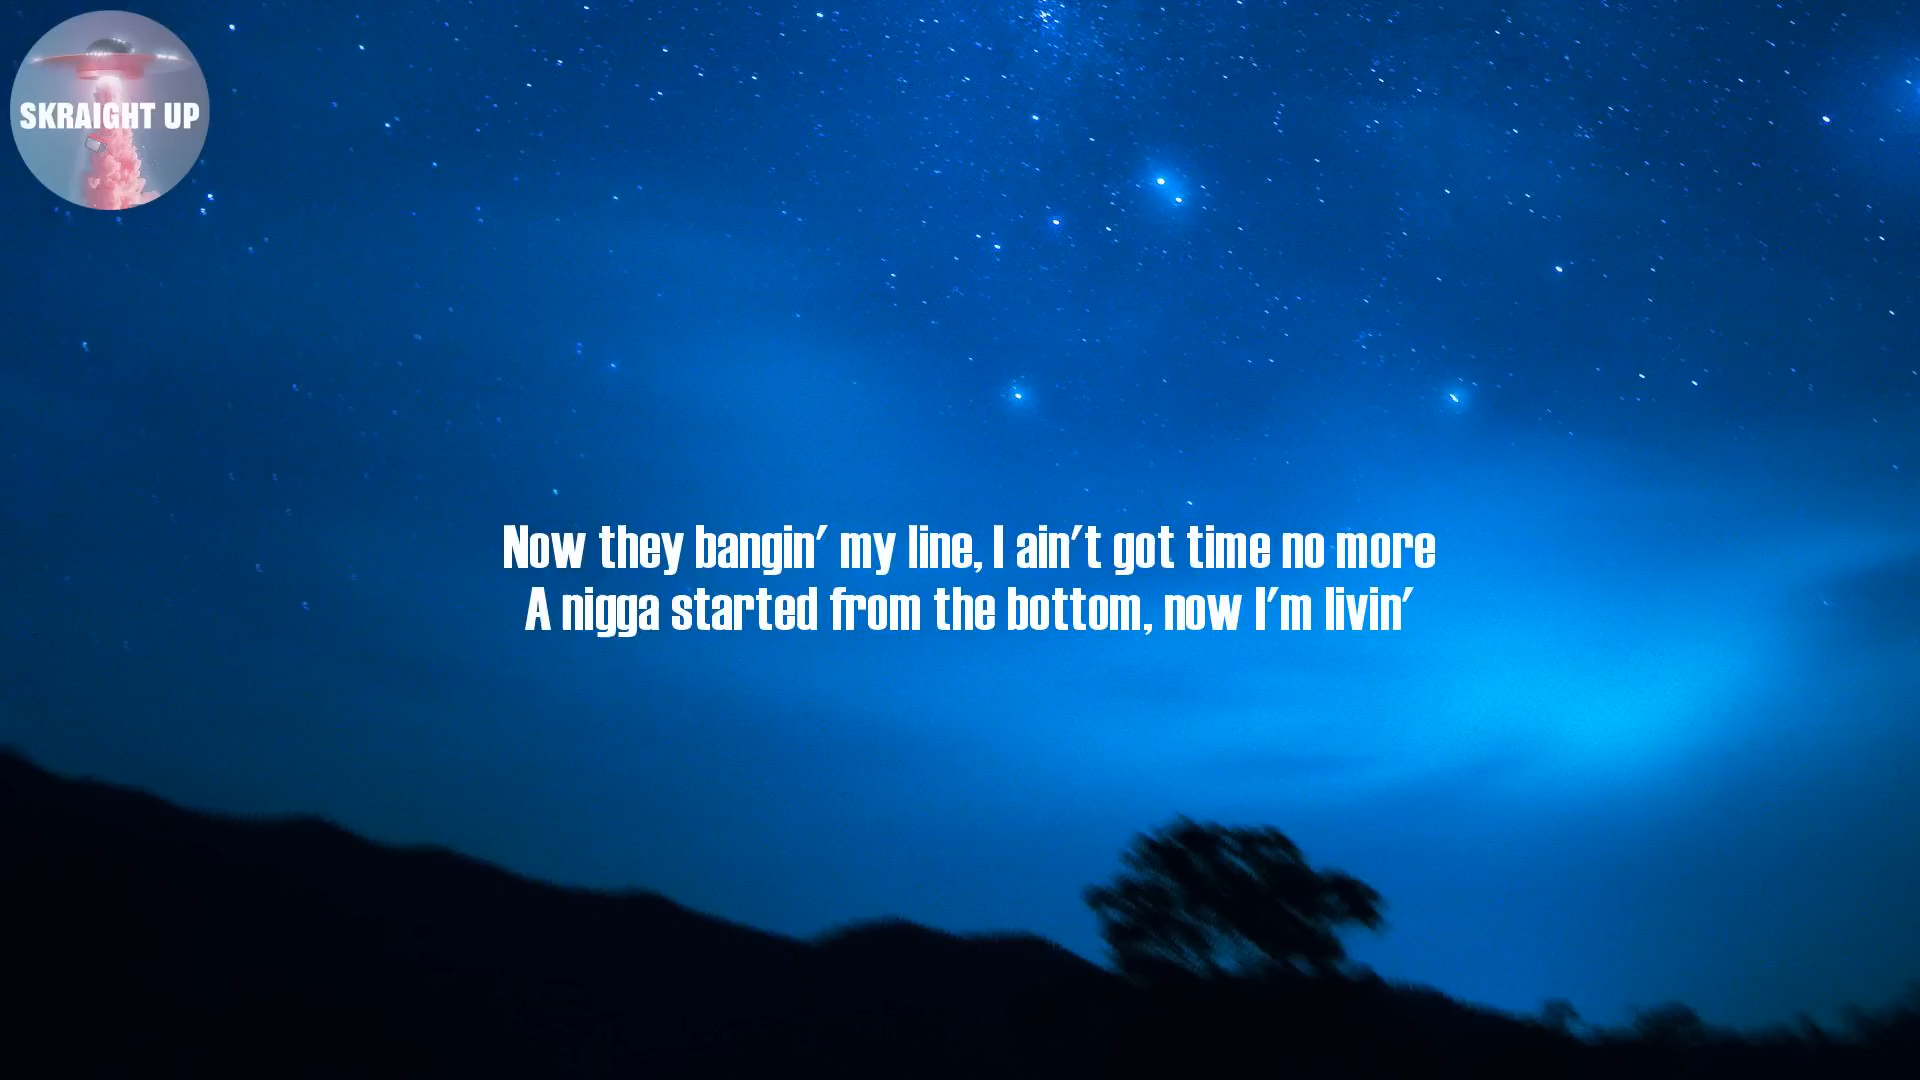 SKRAIGHT UP
Now they bangin' my line, I ain't got time no more
A nigga started from the bottom, now I'm livin'